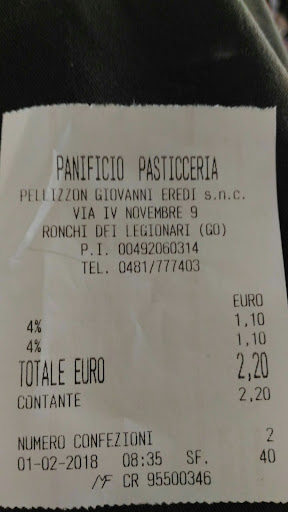 PANIFICIO PASTICCERIA
PELLIZZON GIOVANNI EREDI s.n.c.
VIA IV NOVEMBRE 9
RONCHI DEI LEGIONARI (GO)
P.I. 00492060314
TEL. 0481/777403
EURO
4% 1,10
4% 1,10
TOTALE EURO 2,20
CONTANTE 2,20
NUMERO CONFEZIONI 2
01-02-2018 08:35 SF. 40
MF CR 95500346